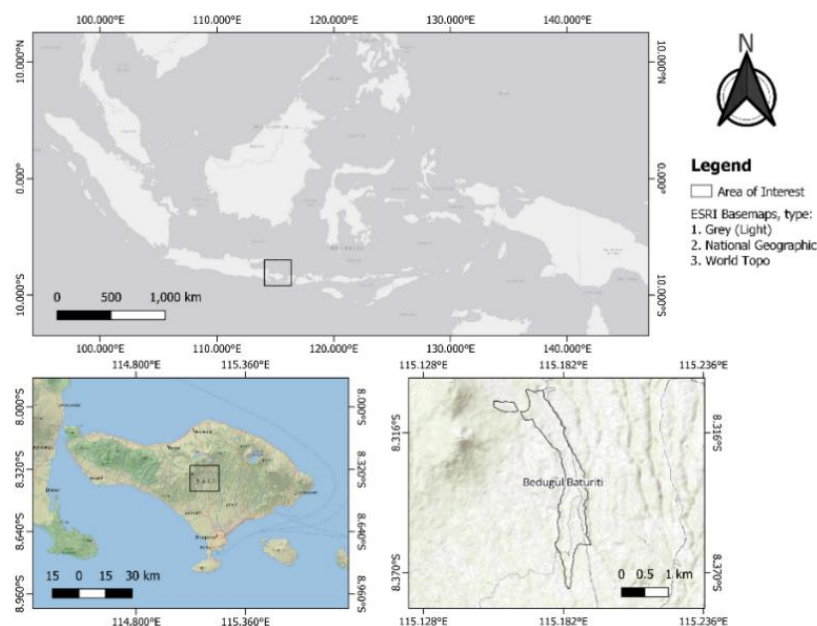 100.000°E 110.000°E 120.000°E 130.000°E 140.000°E
10.000°N 10.000°N
0.000° 0.000°
10.000°S 10.000°S
0 500 1,000 km
100.000°E 110.000°E 120.000°E 130.000°E 140.000°E
N
Legend
Area of Interest
ESRI Basemaps, type:
1. Grey (Light)
2. National Geographic
3. World Topo
114.800°E 115.360°E
8.000°S 8.000°S
8.320°S 8.320°S
BALI
8.640°S 8.640°S
8.960°S 8.960°S
15 0 15 30 km
114.800°E 115.360°E
115.128°E 115.182°E 115.236°E
8.316°S 8.316°S
Bedugul Baturiti
8.370°S 8.370°S
0 0.5 1 km
115.128°E 115.182°E 115.236°E